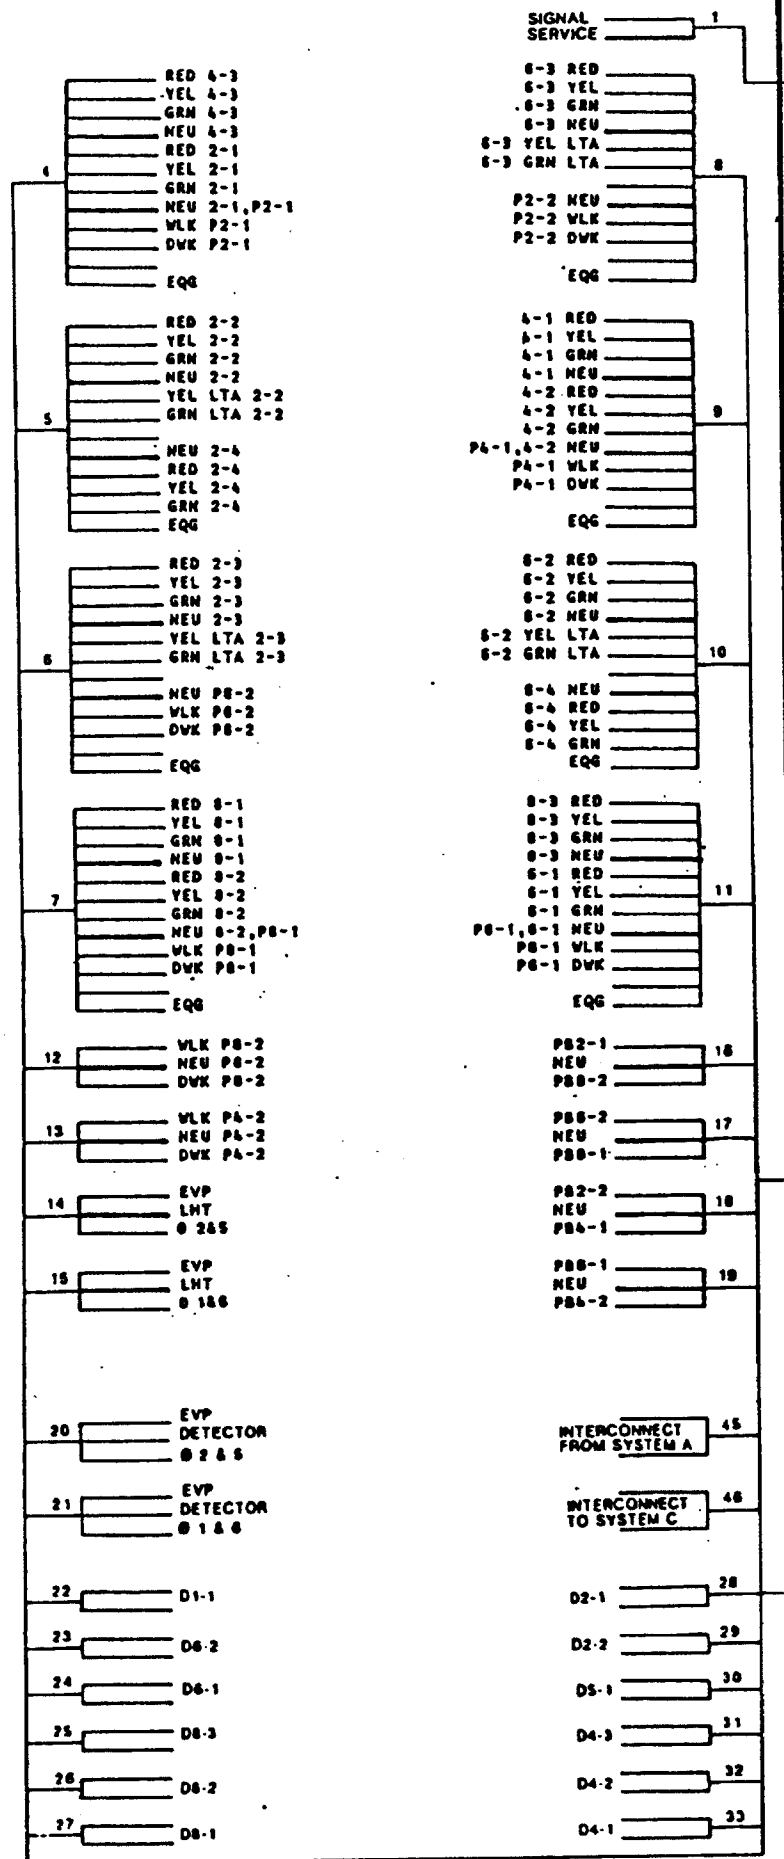 4
RED 4-3
YEL 4-3
GRN 4-3
NEU 4-3
RED 2-1
YEL 2-1
GRN 2-1
NEU 2-1,P2-1
WLK P2-1
DWK P2-1
EQG
5
RED 2-2
YEL 2-2
GRN 2-2
NEU 2-2
YEL LTA 2-2
GRN LTA 2-2
NEU 2-4
RED 2-4
YEL 2-4
GRN 2-4
EQG
6
RED 2-3
YEL 2-3
GRN 2-3
NEU 2-3
YEL LTA 2-3
GRN LTA 2-3
NEU P6-2
WLK P6-2
DWK P6-2
EQG
7
RED 8-1
YEL 8-1
GRN 8-1
NEU 8-1
RED 8-2
YEL 8-2
GRN 8-2
NEU 8-2,P8-1
WLK P8-1
DWK P8-1
EQG
12
WLK P8-2
NEU P8-2
DWK P8-2
13
WLK P4-2
NEU P4-2
DWK P4-2
14
EVP
LHT
Ø 2&5
15
EVP
LHT
Ø 1&6
20
EVP
DETECTOR
Ø 2 & 5
21
EVP
DETECTOR
Ø 1 & 6
22 D1-1
23 D6-2
24 D6-1
25 D8-3
26 D8-2
27 D8-1
SIGNAL
SERVICE
1
6-3 RED
6-3 YEL
6-3 GRN
6-3 NEU
6-3 YEL LTA
6-3 GRN LTA
P2-2 NEU
P2-2 WLK
P2-2 DWK
EQG
8
4-1 RED
4-1 YEL
4-1 GRN
4-1 NEU
4-2 RED
4-2 YEL
4-2 GRN
P4-1,4-2 NEU
P4-1 WLK
P4-1 DWK
EQG
9
6-2 RED
6-2 YEL
6-2 GRN
6-2 NEU
6-2 YEL LTA
6-2 GRN LTA
6-4 NEU
6-4 RED
6-4 YEL
6-4 GRN
EQG
10
8-3 RED
8-3 YEL
8-3 GRN
8-3 NEU
6-1 RED
6-1 YEL
6-1 GRN
P6-1,6-1 NEU
P6-1 WLK
P6-1 DWK
EQG
11
PB2-1
NEU
PB8-2
16
PB6-2
NEU
PB8-1
17
PB2-2
NEU
PB4-1
18
PB6-1
NEU
PB4-2
19
INTERCONNECT
FROM SYSTEM A
45
INTERCONNECT
TO SYSTEM C
46
D2-1 28
D2-2 29
D5-1 30
D4-3 31
D4-2 32
D4-1 33